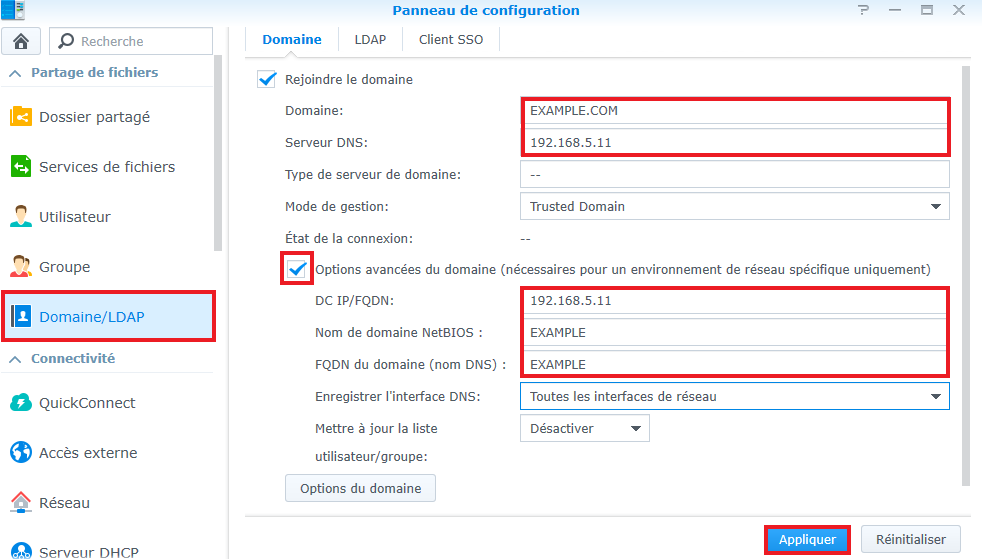 Panneau de configuration
Recherche
Partage de fichiers
Dossier partagé
Services de fichiers
Utilisateur
Groupe
Domaine/LDAP
Connectivité
QuickConnect
Accès externe
Réseau
Serveur DHCP
Domaine LDAP Client SSO
Rejoindre le domaine
Domaine: EXAMPLE.COM
Serveur DNS: 192.168.5.11
Type de serveur de domaine: --
Mode de gestion: Trusted Domain
État de la connexion: --
Options avancées du domaine (nécessaires pour un environnement de réseau spécifique uniquement)
DC IP/FQDN: 192.168.5.11
Nom de domaine NetBIOS : EXAMPLE
FQDN du domaine (nom DNS) : EXAMPLE
Enregistrer l'interface DNS: Toutes les interfaces de réseau
Mettre à jour la liste Désactiver
utilisateur/groupe:
Options du domaine
Appliquer Réinitialiser